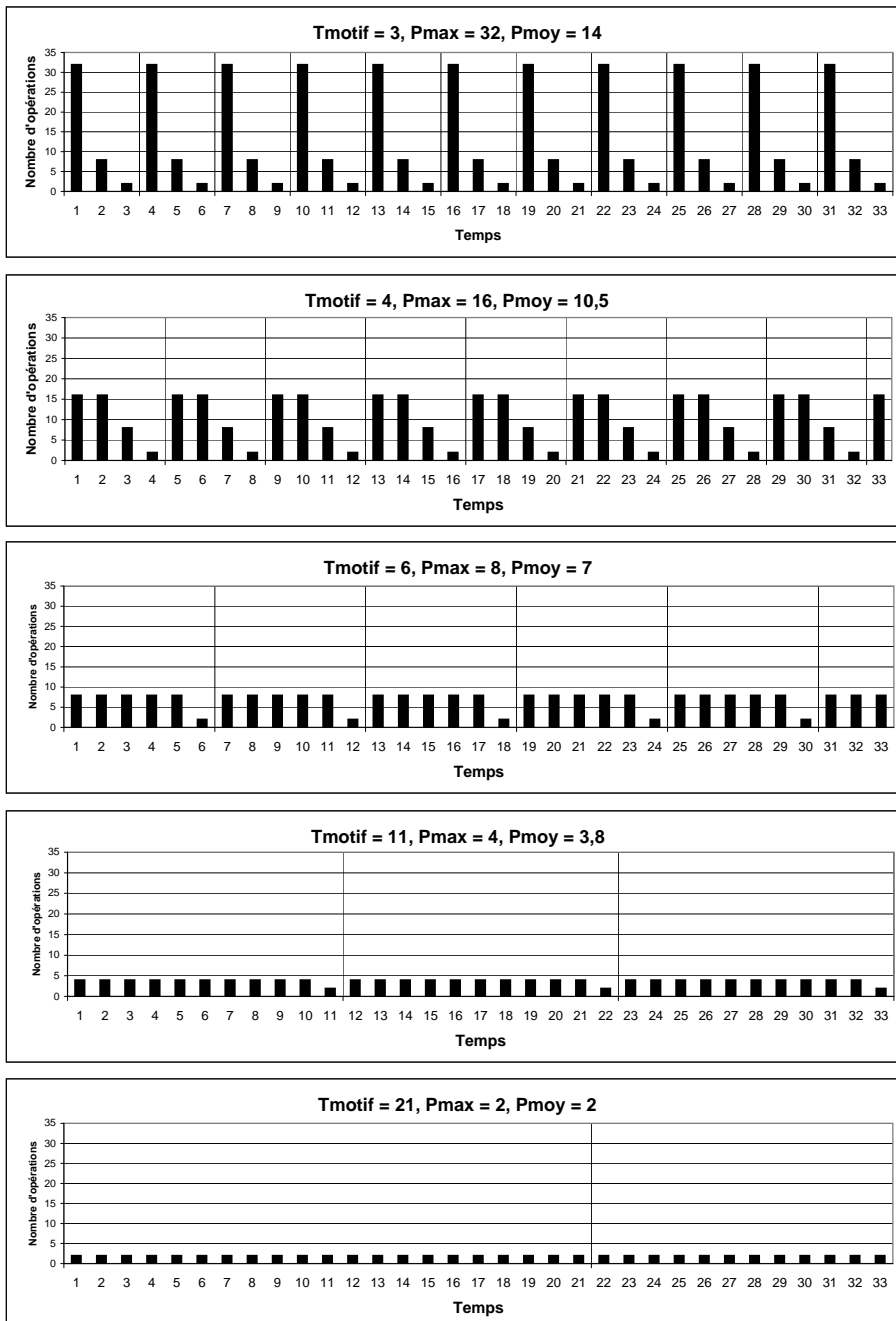 Tmotif = 3, Pmax = 32, Pmoy = 14
Nombre d'opérations
35
30
25
20
15
10
5
0
1 2 3 4 5 6 7 8 9 10 11 12 13 14 15 16 17 18 19 20 21 22 23 24 25 26 27 28 29 30 31 32 33
Temps
Tmotif = 4, Pmax = 16, Pmoy = 10,5
Nombre d'opérations
35
30
25
20
15
10
5
0
1 2 3 4 5 6 7 8 9 10 11 12 13 14 15 16 17 18 19 20 21 22 23 24 25 26 27 28 29 30 31 32 33
Temps
Tmotif = 6, Pmax = 8, Pmoy = 7
Nombre d'opérations
35
30
25
20
15
10
5
0
1 2 3 4 5 6 7 8 9 10 11 12 13 14 15 16 17 18 19 20 21 22 23 24 25 26 27 28 29 30 31 32 33
Temps
Tmotif = 11, Pmax = 4, Pmoy = 3,8
Nombre d'opérations
35
30
25
20
15
10
5
0
1 2 3 4 5 6 7 8 9 10 11 12 13 14 15 16 17 18 19 20 21 22 23 24 25 26 27 28 29 30 31 32 33
Temps
Tmotif = 21, Pmax = 2, Pmoy = 2
Nombre d'opérations
35
30
25
20
15
10
5
0
1 2 3 4 5 6 7 8 9 10 11 12 13 14 15 16 17 18 19 20 21 22 23 24 25 26 27 28 29 30 31 32 33
Temps